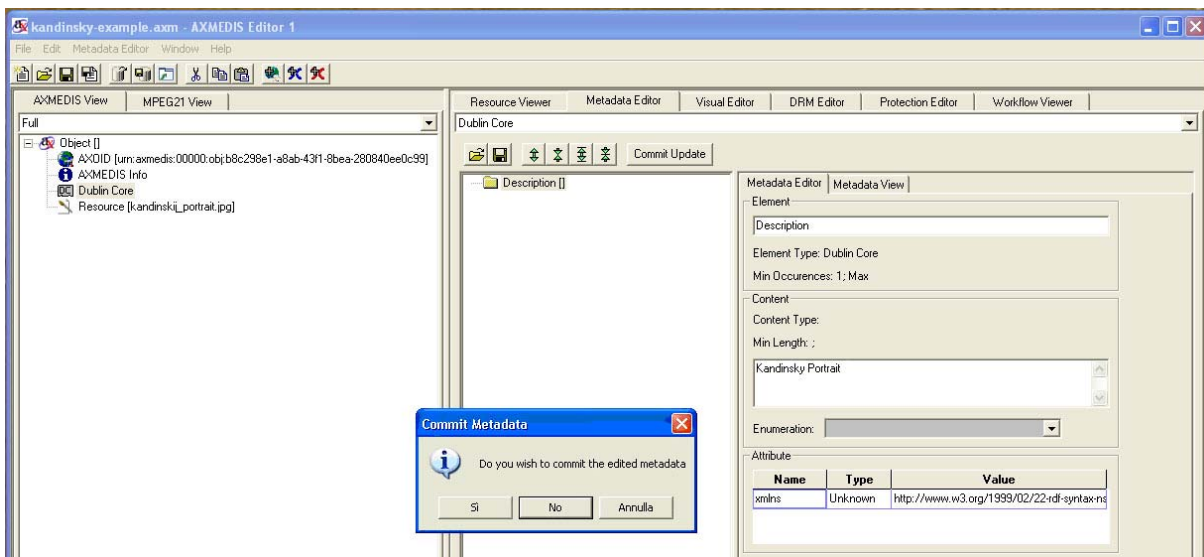 kandinsky-example.axm - AXMEDIS Editor 1
File Edit Metadata Editor Window Help
AXMEDIS View MPEG21 View
Full
Object []
AXOID [urn:axmedis:00000:obj:b8c298e1-a8ab-43f1-8bea-280840ee0c99]
AXMEDIS Info
DC Dublin Core
Resource [kandinskij_portrait.jpg]
Resource Viewer Metadata Editor Visual Editor DRM Editor Protection Editor Workflow Viewer
Dublin Core
Commit Update
Description []
Metadata Editor Metadata View
Element
Description
Element Type: Dublin Core
Min Occurences: 1; Max
Content
Content Type:
Min Length: ;
Kandinsky Portrait
Enumeration:
Attribute
Name Type Value
xmlns Unknown http://www.w3.org/1999/02/22-rdf-syntax-ns
Commit Metadata
Do you wish to commit the edited metadata
Sì No Annulla